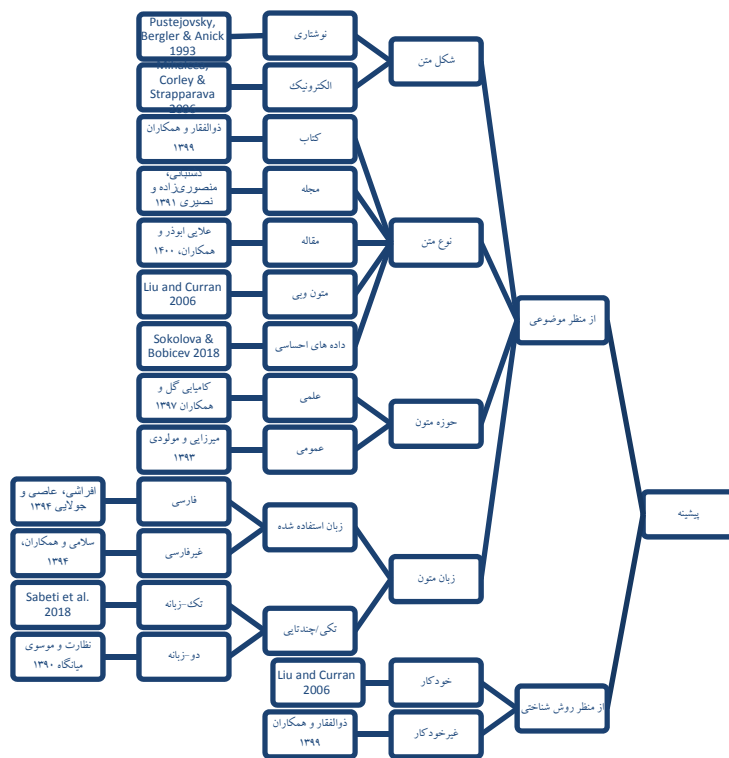 پیشینه
از منظر موضوعی
شکل متن
نوشتاری
Pustejovsky,
Bergler & Anick
1993
الکترونیک
Mihalcea,
Corley &
Strapparava
2006
نوع متن
کتاب
ذوالفقار و همکاران
۱۳۹۹
مجله
دستبانی،
منصوری‌زاده و
نصیری ۱۳۹۱
مقاله
علایی ابوذر و
همکاران، ۱۴۰۰
متون وبی
Liu and Curran
2006
داده های احساسی
Sokolova &
Bobicev 2018
حوزه متون
علمی
کامیابی گل و
همکاران ۱۳۹۷
عمومی
میرزایی و مولودی
۱۳۹۳
زبان متون
زبان استفاده شده
فارسی
افراشی، عاصی و
جولایی ۱۳۹۴
غیرفارسی
سلامی و همکاران،
۱۳۹۴
تکی/چندتایی
تک-زبانه
Sabeti et al.
2018
دو-زبانه
نظارت و موسوی
میانگاه ۱۳۹۰
از منظر روش شناختی
خودکار
Liu and Curran
2006
غیرخودکار
ذوالفقار و همکاران
۱۳۹۹